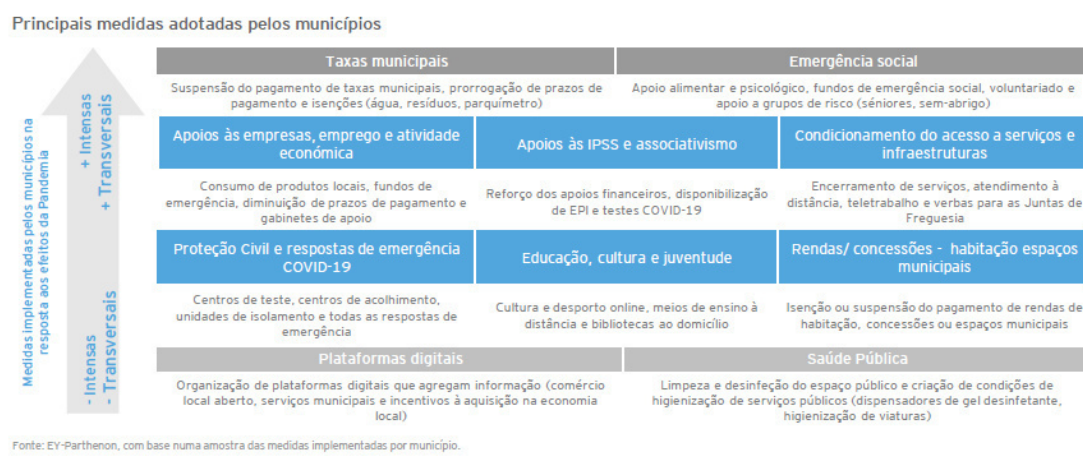 Principais medidas adotadas pelos municípios
Medidas implementadas pelos municípios na
resposta aos efeitos da Pandemia
+ Intensas
+ Transversais
- Intensas
- Transversais
Taxas municipais
Emergência social
Suspensão do pagamento de taxas municipais, prorrogação de prazos de
pagamento e isenções (água, resíduos, parquímetro)
Apoio alimentar e psicológico, fundos de emergência social, voluntariado e
apoio a grupos de risco (séniores, sem-abrigo)
Apoios às empresas, emprego e atividade
económica
Apoios às IPSS e associativismo
Condicionamento do acesso a serviços e
infraestruturas
Consumo de produtos locais, fundos de
emergência, diminuição de prazos de pagamento e
gabinetes de apoio
Reforço dos apoios financeiros, disponibilização
de EPI e testes COVID-19
Encerramento de serviços, atendimento à
distância, teletrabalho e verbas para as Juntas de
Freguesia
Proteção Civil e respostas de emergência
COVID-19
Educação, cultura e juventude
Rendas/ concessões - habitação espaços
municipais
Centros de teste, centros de acolhimento,
unidades de isolamento e todas as respostas de
emergência
Cultura e desporto online, meios de ensino à
distância e bibliotecas ao domicílio
Isenção ou suspensão do pagamento de rendas de
habitação, concessões ou espaços municipais
Plataformas digitais
Saúde Pública
Organização de plataformas digitais que agregam informação (comércio
local aberto, serviços municipais e incentivos à aquisição na economia
local)
Limpeza e desinfeção do espaço público e criação de condições de
higienização de serviços públicos (dispensadores de gel desinfetante,
higienização de viaturas)
Fonte: EY-Parthenon, com base numa amostra das medidas implementadas por município.